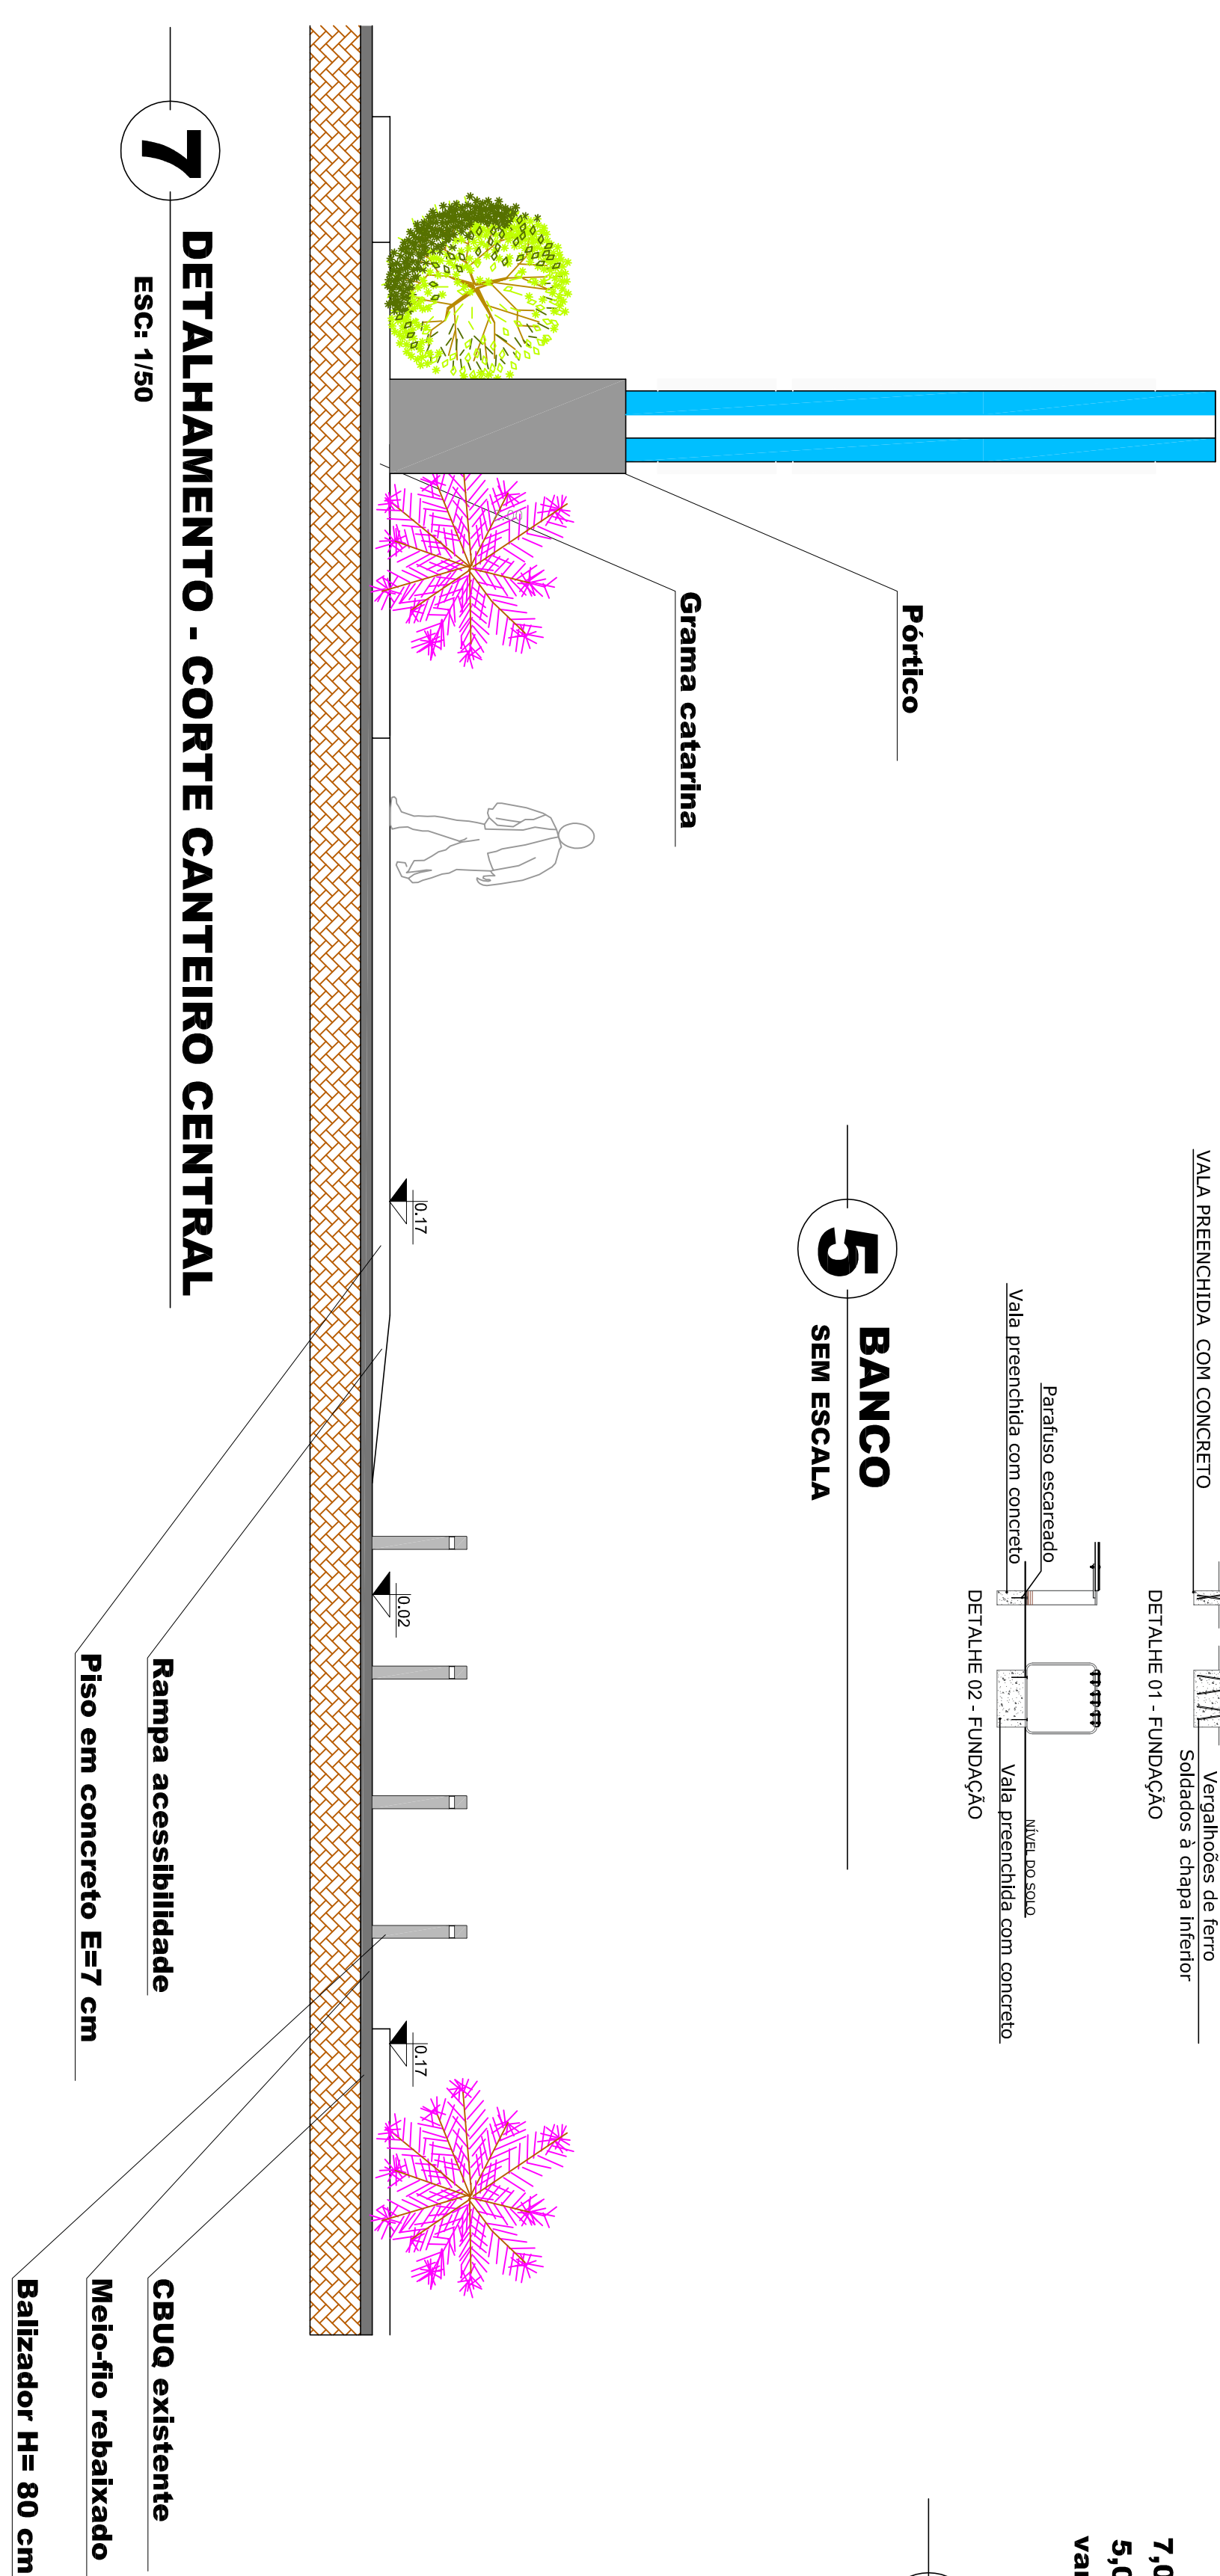 VALA PREENCHIDA COM CONCRETO
Vergalhoões de ferro
Soldados à chapa inferior
DETALHE 01 - FUNDAÇÃO
Parafuso escareado
Vala preenchida com concreto
NÍVEL DO SOLO
Vala preenchida com concreto
DETALHE 02 - FUNDAÇÃO
5
BANCO
SEM ESCALA
Pórtico
Grama catarina
0.17
0.02
0.17
Rampa acessibilidade
Piso em concreto E=7 cm
CBUQ existente
Meio-fio rebaixado
Balizador H= 80 cm
7
DETALHAMENTO - CORTE CANTEIRO CENTRAL
ESC: 1/50